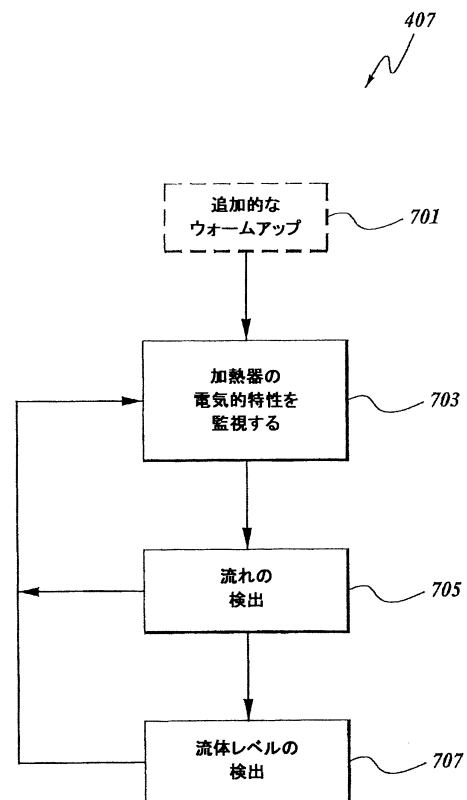 407
追加的な
ウォームアップ
701
加熱器の
電気的特性を
監視する
703
流れの
検出
705
流体レベルの
検出
707